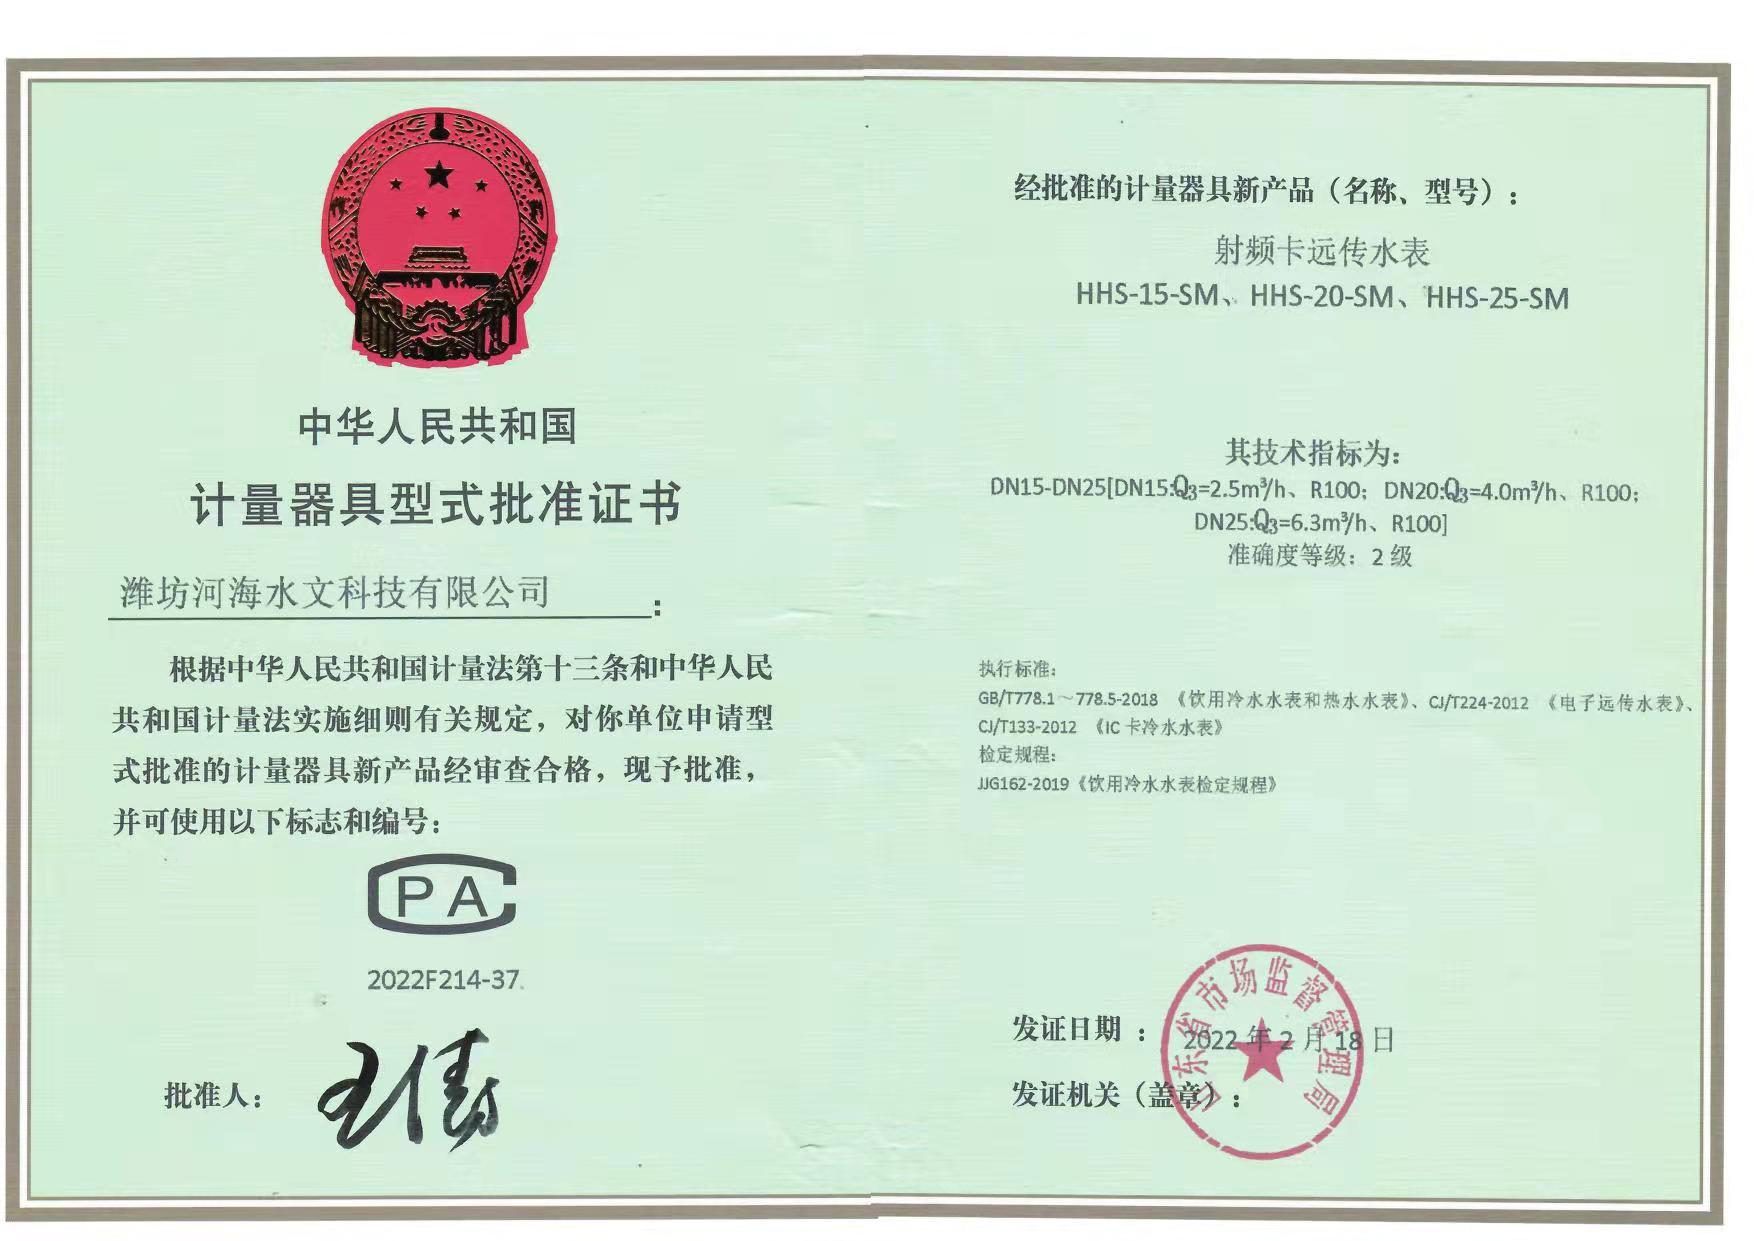 中华人民共和国
计量器具型式批准证书
潍坊河海水文科技有限公司:
根据中华人民共和国计量法第十三条和中华人民
共和国计量法实施细则有关规定，对你单位申请型
式批准的计量器具新产品经审查合格，现予批准，
并可使用以下标志和编号：
CPA
2022F214-37
批准人：
经批准的计量器具新产品（名称、型号）：
射频卡远传水表
HHS-15-SM、HHS-20-SM、HHS-25-SM
其技术指标为：
DN15-DN25[DN15:Q3=2.5m³/h、R100；DN20:Q3=4.0m³/h、R100；
DN25:Q3=6.3m³/h、R100]
准确度等级：2 级
执行标准：
GB/T778.1～778.5-2018 《饮用冷水水表和热水水表》、CJ/T224-2012 《电子远传水表》、
CJ/T133-2012 《IC 卡冷水水表》
检定规程：
JJG162-2019《饮用冷水水表检定规程》
发证日期：2022 年 2 月 18 日
发证机关（盖章）：
山东省市场监督管理局